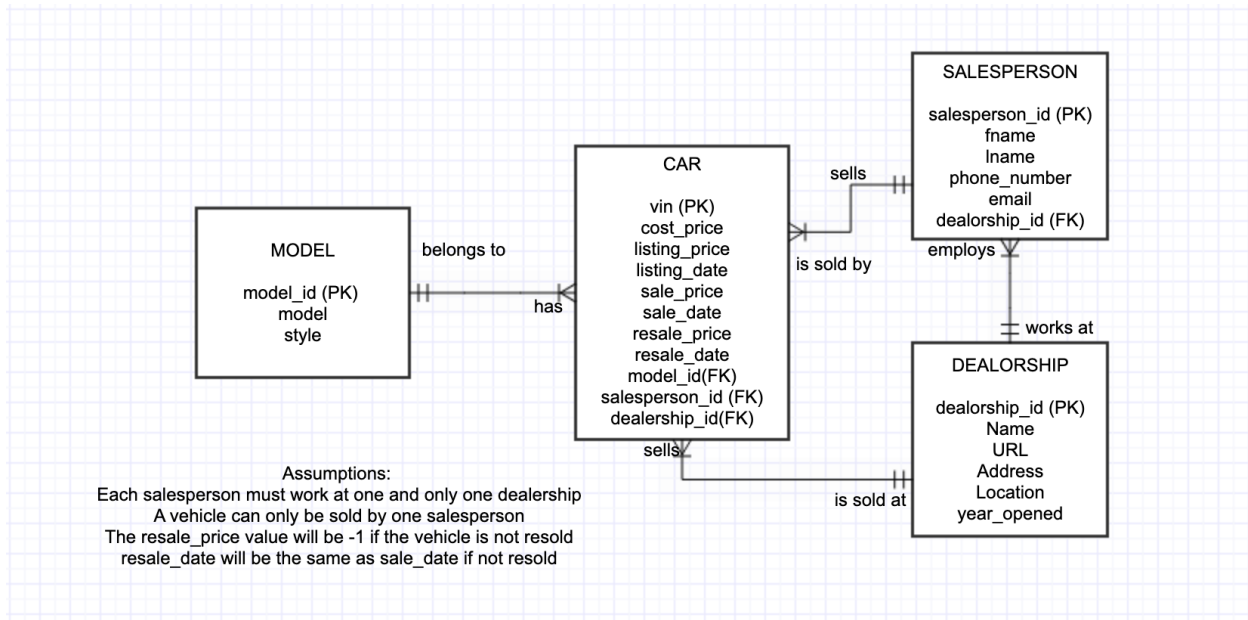 MODEL
model_id (PK)
model
style
belongs to
has
CAR
vin (PK)
cost_price
listing_price
listing_date
sale_price
sale_date
resale_price
resale_date
model_id(FK)
salesperson_id (FK)
dealership_id(FK)
sells
is sold by
SALESPERSON
salesperson_id (PK)
fname
lname
phone_number
email
dealorship_id (FK)
employs
works at
DEALORSHIP
dealorship_id (PK)
Name
URL
Address
Location
year_opened
sells
is sold at
Assumptions:
Each salesperson must work at one and only one dealership
A vehicle can only be sold by one salesperson
The resale_price value will be -1 if the vehicle is not resold
resale_date will be the same as sale_date if not resold